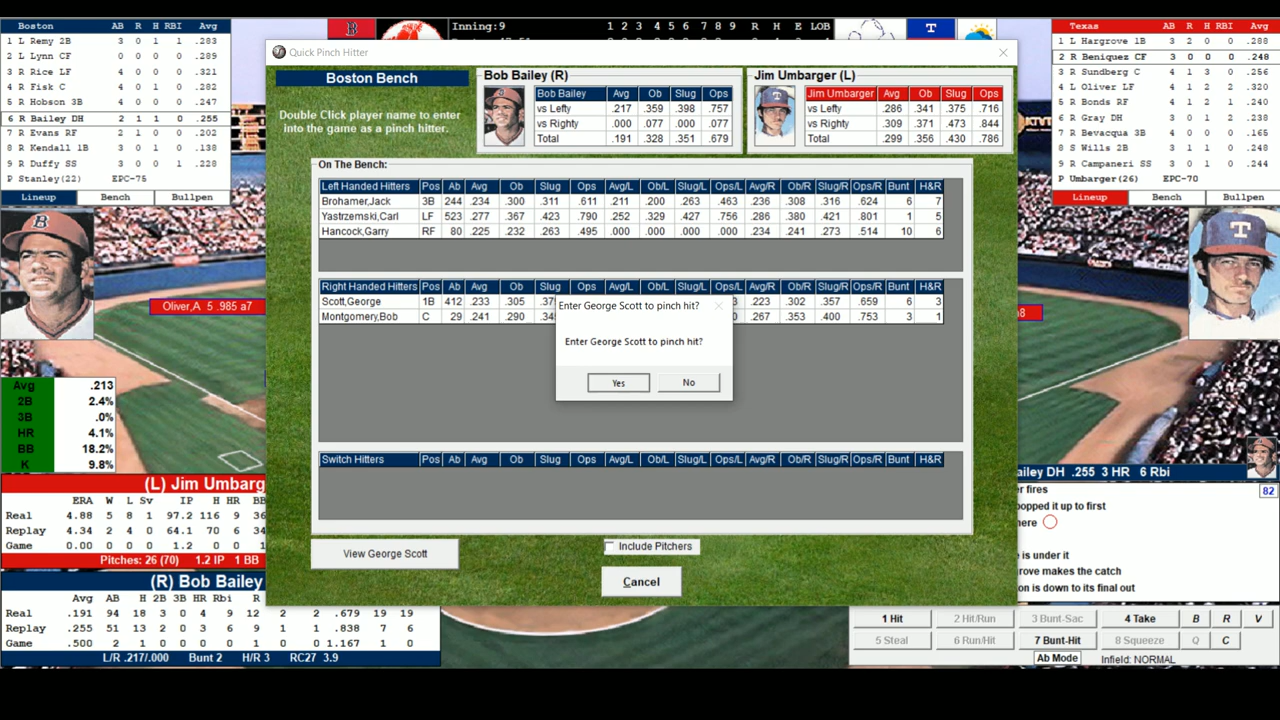 Boston AB R H RBI Avg
1 L Remy 2B 3 0 1 1 .283
2 L Lynn CF 0 0 0 .289
3 R Rice LF 4 0 0 0 .321
4 R Fisk C 4 0 1 0 .282
5 R Hobson 3B 4 0 0 0 .247
6 R Bailey DH 2 1 1 0 .255
7 R Evans RF 2 1 0 0 .202
8 R Kendall 1B 3 0 0 0 .138
9 R Duffy SS 3 0 0 1 .228
P Stanley(22) EPC-75
Lineup Bench Bullpen
Inning:9 1 2 3 4 5 6 7 8 9 R H E LOB
B T
Texas AB R H RBI Avg
1 L Hargrove 1B 3 2 0 0 .288
2 R Beniquez CF 3 0 0 0 .248
3 R Sundberg C 4 1 3 0 .256
4 L Oliver LF 4 1 2 2 .320
5 R Bonds RF 4 1 2 1 .240
6 R Gray DH 3 0 1 2 .238
7 R Bevacqua 3B 4 0 0 0 .165
8 S Wills 2B 3 1 1 0 .248
9 R Campaneri SS 3 0 1 0 .244
P Umbarger(26) EPC-70
Lineup Bench Bullpen
Quick Pinch Hitter
Boston Bench
Double Click player name to enter
into the game as a pinch hitter.
Bob Bailey (R)
Bob Bailey Avg Ob Slug Ops
vs Lefty .217 .359 .398 .757
vs Righty .000 .077 .000 .077
Total .191 .328 .351 .679
Jim Umbarger (L)
Jim Umbarger Avg Ob Slug Ops
vs Lefty .286 .341 .375 .716
vs Righty .309 .371 .473 .844
Total .299 .356 .430 .786
On The Bench:
Left Handed Hitters Pos Ab Avg Ob Slug Ops Avg/L Ob/L Slug/L Ops/L Avg/R Ob/R Slug/R Ops/R Bunt H&R
Brohamer,Jack 3B 244 .234 .300 .311 .611 .211 .200 .263 .463 .236 .308 .316 .624 6 7
Yastrzemski,Carl LF 523 .277 .367 .423 .790 .252 .329 .427 .756 .286 .380 .421 .801 1 5
Hancock,Garry RF 80 .225 .232 .263 .495 .000 .000 .000 .000 .234 .241 .273 .514 10 6
Right Handed Hitters Pos Ab Avg Ob Slug Ops Avg/R Ob/R Slug/R Ops/R Bunt H&R
Scott,George 1B 412 .233 .305 .223 .302 .357 .659 6 3
Montgomery,Bob C 29 .241 .290 .267 .353 .400 .753 3 1
Enter George Scott to pinch hit?
Enter George Scott to pinch hit?
Yes No
Switch Hitters Pos Ab Avg Ob Slug Ops Avg/L Ob/L Slug/L Ops/L Avg/R Ob/R Slug/R Ops/R Bunt H&R
View George Scott
Include Pitchers
Cancel
Oliver,A 5 .985 a7
a8
Avg .213
2B 2.4%
3B .0%
HR 4.1%
BB 18.2%
K 9.8%
(L) Jim Umbarg
ERA W L Sv IP H HR BB
Real 4.88 5 8 1 97.2 116 9 36
Replay 4.34 2 4 0 64.1 70 6 34
Game 0.00 0 0 0 1.2 0 0 1
Pitches: 26 (70) 1.2 IP 1 BB
(R) Bob Bailey
Avg AB H 2B 3B HR Rbi R
Real .191 94 18 3 0 4 9 12 2 2 .679 19 19
Replay .255 51 13 2 0 3 6 9 1 1 .838 7 6
Game .500 2 1 0 0 0 0 1 0 0 1.167 1 0
L/R .217/.000 Bunt 2 H/R 3 RC27 3.9
ailey DH .255 3 HR 6 Rbi
82
er fires
popped it up to first
here
is under it
rove makes the catch
on is down to its final out
1 Hit 2 Hit/Run 3 Bunt-Sac 4 Take B R V
5 Steal 6 Run/Hit 7 Bunt-Hit 8 Squeeze Q C
Ab Mode Infield: NORMAL